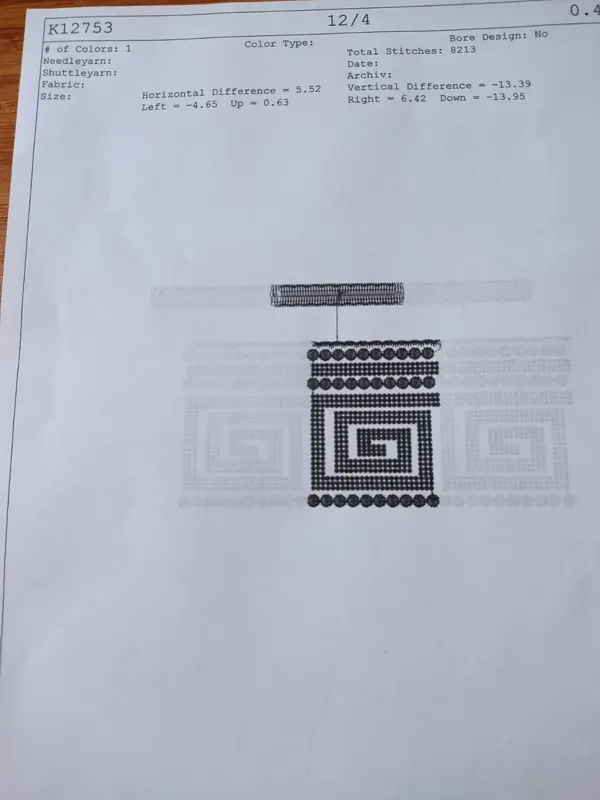 K12753 12/4 0.4
# of Colors: 1 Color Type: Bore Design: No
Needleyarn: Total Stitches: 8213
Shuttleyarn: Date:
Fabric: Archiv:
Size: Horizontal Difference = 5.52 Vertical Difference = -13.39
Left = -4.65 Up = 0.63 Right = 6.42 Down = -13.95